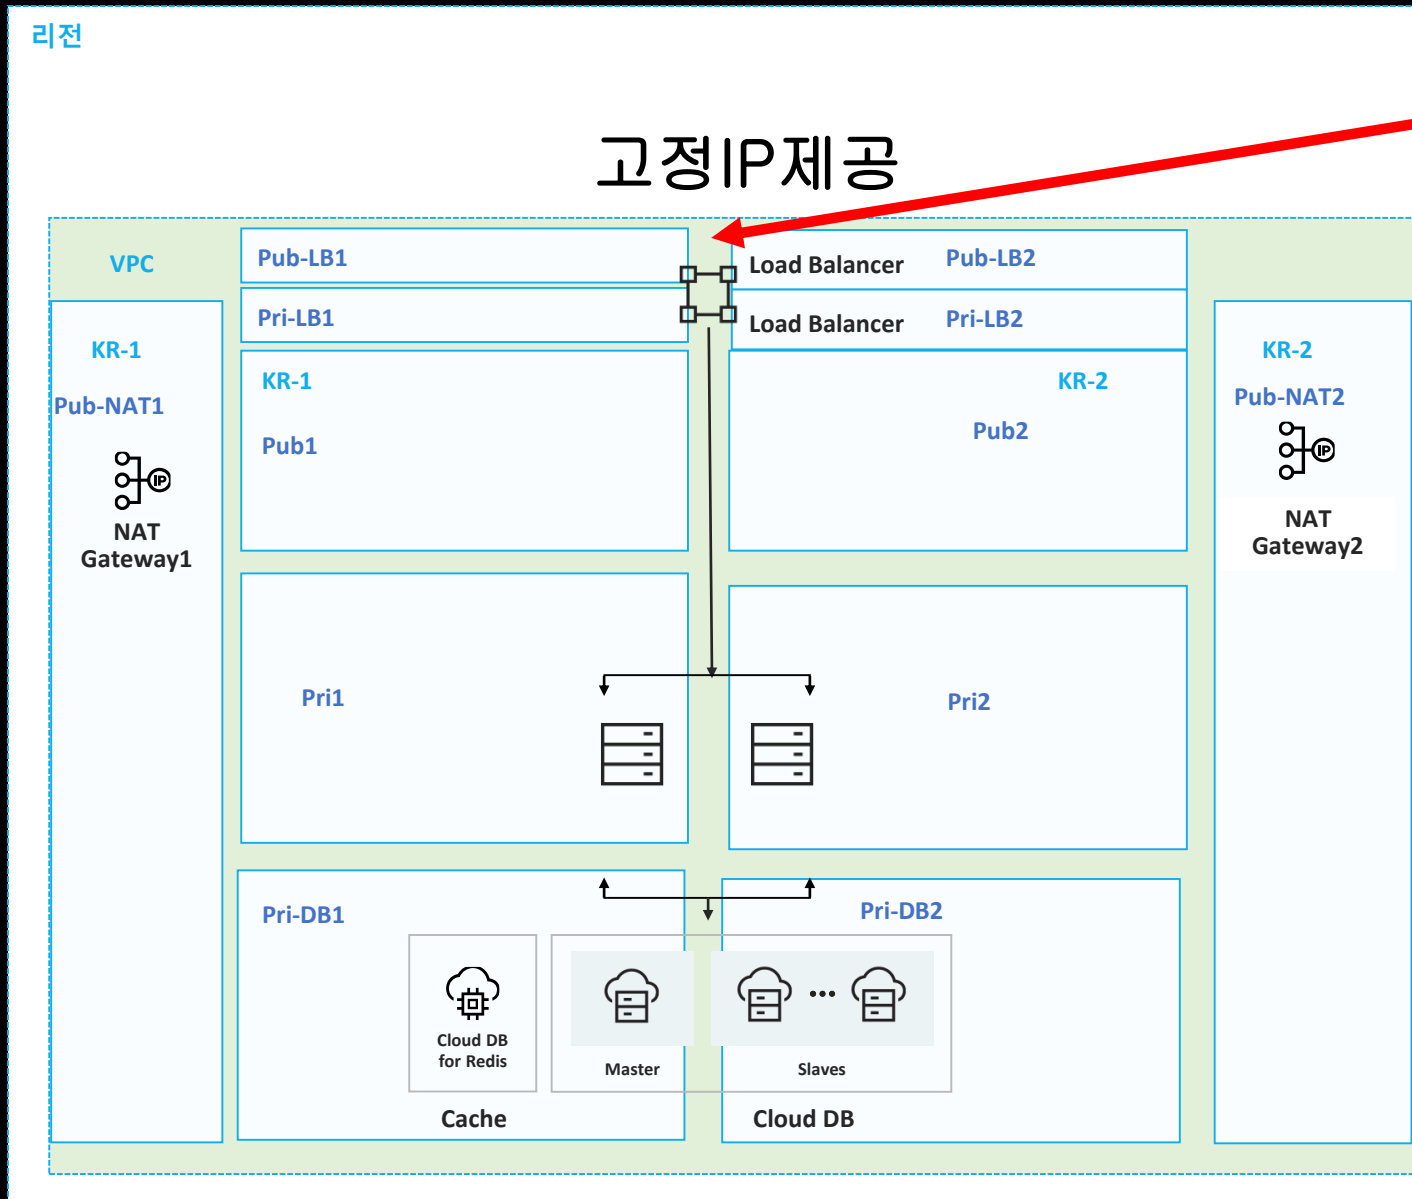 리전
고정IP제공
VPC
Pub-LB1
Load Balancer
Pub-LB2
Pri-LB1
Load Balancer
Pri-LB2
KR-1
Pub-NAT1
IP
NAT
Gateway1
KR-1
Pub1
KR-2
Pub2
KR-2
Pub-NAT2
IP
NAT
Gateway2
Pri1
Pri2
Pri-DB1
Pri-DB2
Cloud DB
for Redis
Master
Slaves
Cache
Cloud DB